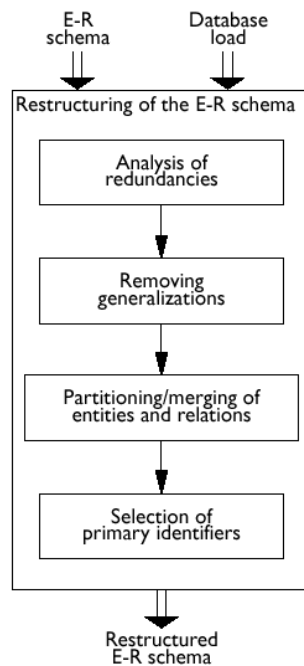 E-R
schema
Database
load
Restructuring of the E-R schema
Analysis of
redundancies
Removing
generalizations
Partitioning/merging of
entities and relations
Selection of
primary identifiers
Restructured
E-R schema